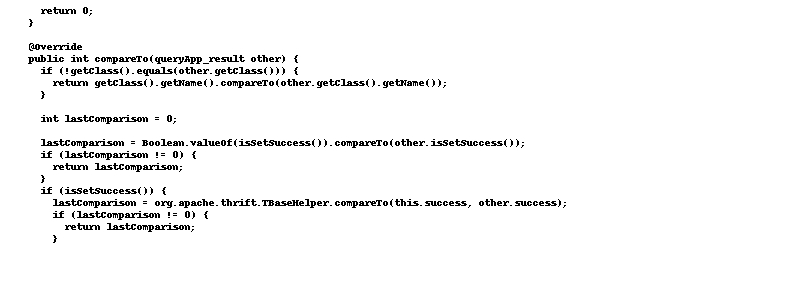 return 0;
}
@Override
public int compareTo(queryApp_result other) {
if (!getClass().equals(other.getClass())) {
return getClass().getName().compareTo(other.getClass().getName());
}
int lastComparison = 0;
lastComparison = Boolean.valueOf(isSetSuccess()).compareTo(other.isSetSuccess());
if (lastComparison != 0) {
return lastComparison;
}
if (isSetSuccess()) {
lastComparison = org.apache.thrift.TBaseHelper.compareTo(this.success, other.success);
if (lastComparison != 0) {
return lastComparison;
}